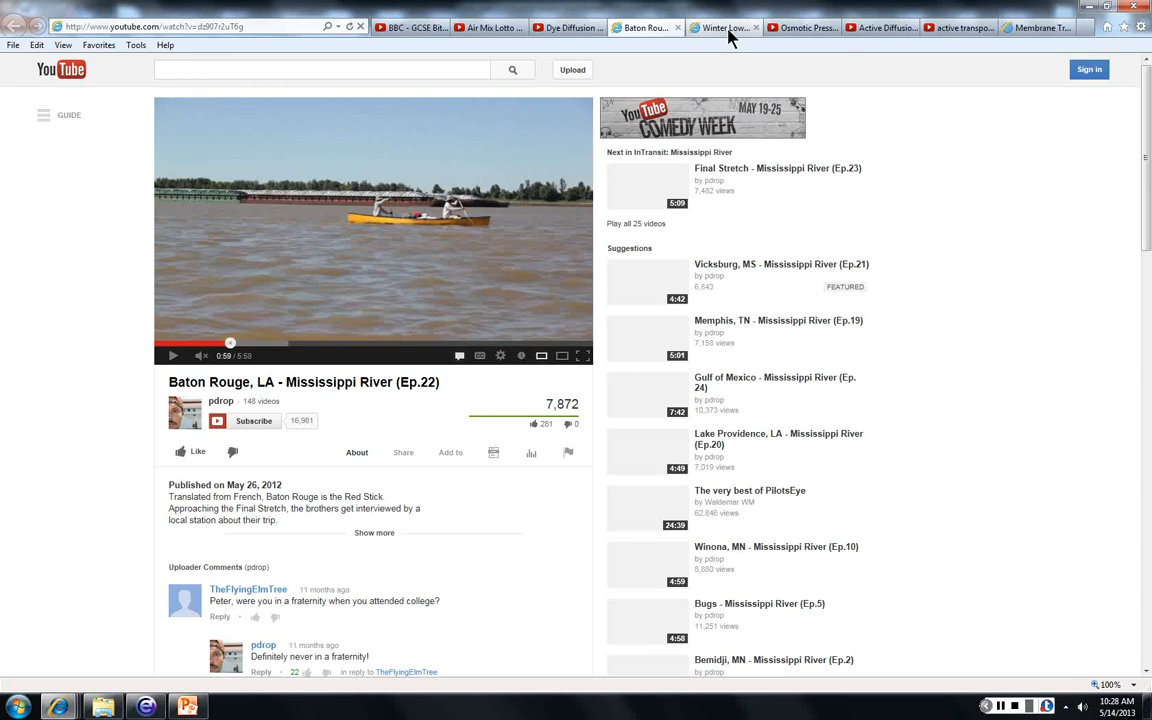 http://www.youtube.com/watch?v=dz907r2uT6g
BBC - GCSE Bit...
Air Mix Lotto ...
Dye Diffusion ...
Baton Rou...
Winter Low...
Osmotic Press...
Active Diffusio...
active transpo...
Membrane Tr...
File Edit View Favorites Tools Help
YouTube
Upload
Sign in
GUIDE
YouTube
COMEDY WEEK
MAY 19-25
Next in InTransit: Mississippi River
Final Stretch - Mississippi River (Ep.23)
by pdrop
7,482 views
5:09
Play all 25 videos
Suggestions
Vicksburg, MS - Mississippi River (Ep.21)
by pdrop
6,843
FEATURED
4:42
Memphis, TN - Mississippi River (Ep.19)
by pdrop
7,158 views
5:01
Gulf of Mexico - Mississippi River (Ep.
24)
by pdrop
10,373 views
7:42
Lake Providence, LA - Mississippi River
(Ep.20)
by pdrop
7,019 views
4:49
The very best of PilotsEye
by Waldemar WM
62,846 views
24:39
Winona, MN - Mississippi River (Ep.10)
by pdrop
8,880 views
4:59
Bugs - Mississippi River (Ep.5)
by pdrop
11,251 views
4:58
Bemidji, MN - Mississippi River (Ep.2)
0:59 / 5:58
Baton Rouge, LA - Mississippi River (Ep.22)
pdrop · 148 videos
Subscribe 16,981
7,872
281 0
Like
About Share Add to
Published on May 26, 2012
Translated from French, Baton Rouge is the Red Stick.
Approaching the Final Stretch, the brothers get interviewed by a
local station about their trip.
Show more
Uploader Comments (pdrop)
TheFlyingElmTree 11 months ago
Peter, were you in a fraternity when you attended college?
Reply ·
pdrop 11 months ago
Definitely never in a fraternity!
Reply · 22 in reply to TheFlyingElmTree
100%
10:28 AM
5/14/2013